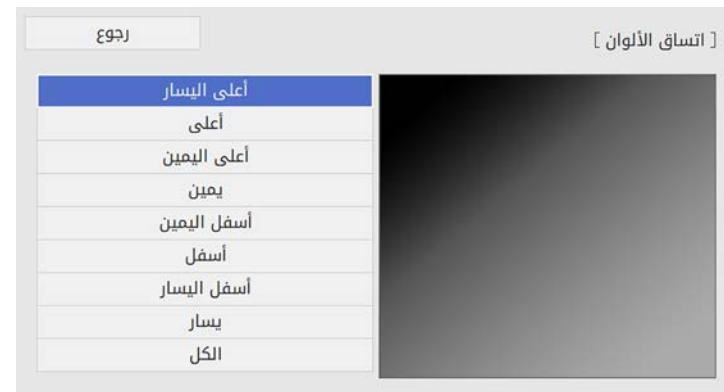 [ اتساق الألوان ]
رجوع
أعلى اليسار
أعلى
أعلى اليمين
يمين
أسفل اليمين
أسفل
أسفل اليسار
يسار
الكل